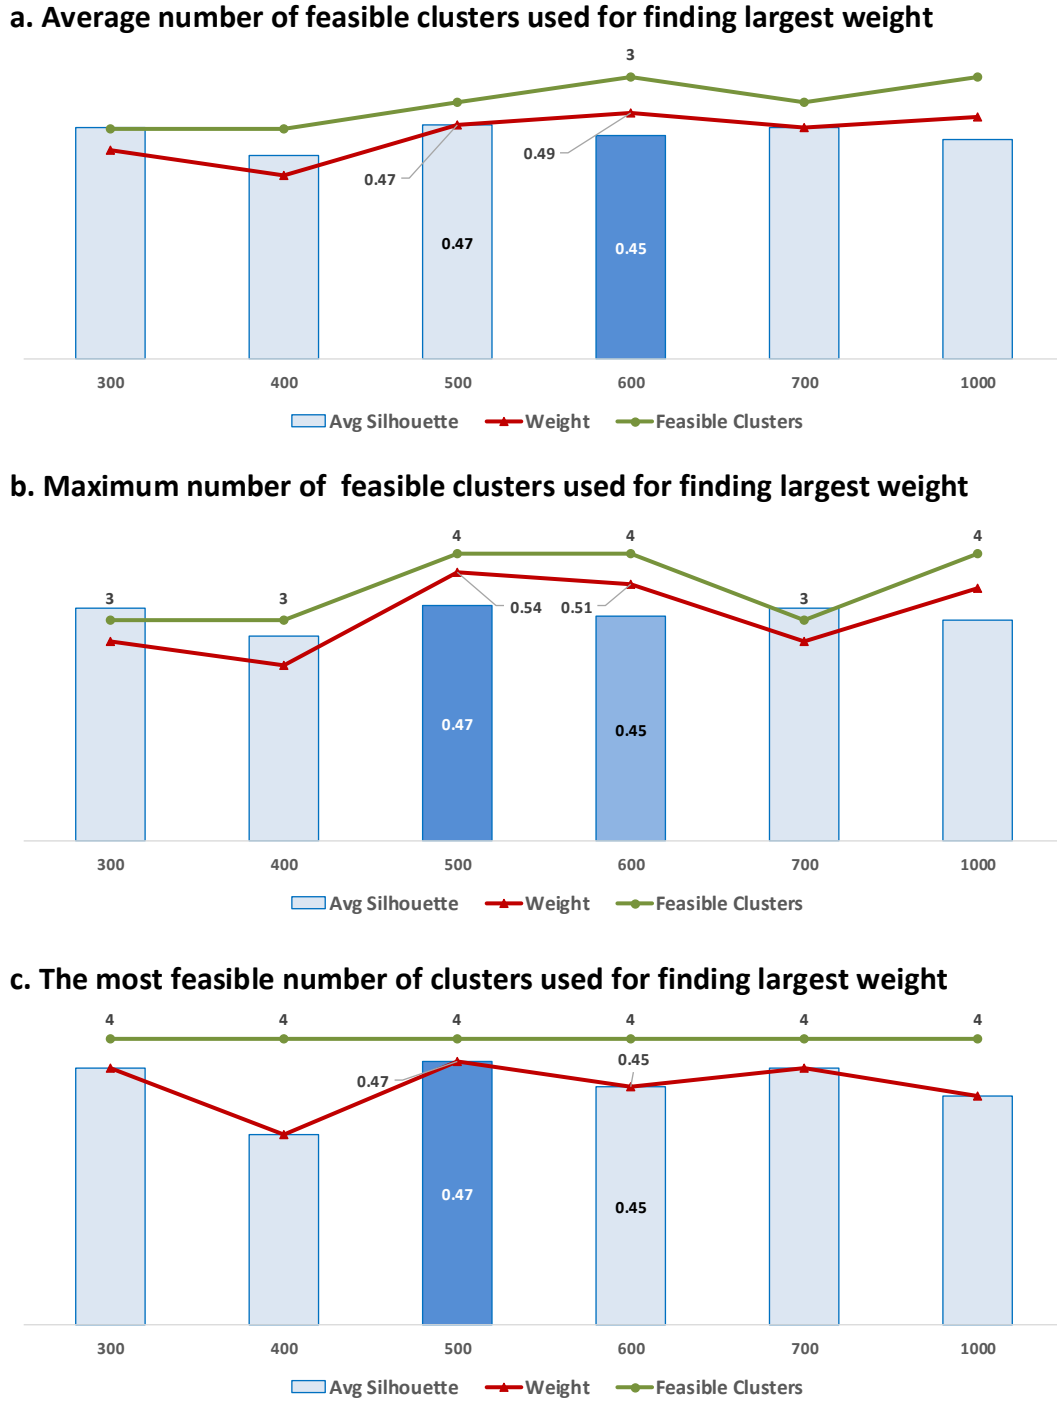 a. Average number of feasible clusters used for finding largest weight
3
0.49
0.47
0.47
0.45
300 400 500 600 700 1000
Avg Silhouette Weight Feasible Clusters
b. Maximum number of  feasible clusters used for finding largest weight
4 4 4
3 3 3
0.54 0.51
0.47
0.45
300 400 500 600 700 1000
Avg Silhouette Weight Feasible Clusters
c. The most feasible number of clusters used for finding largest weight
4 4 4 4 4 4
0.45
0.47
0.47
0.45
300 400 500 600 700 1000
Avg Silhouette Weight Feasible Clusters